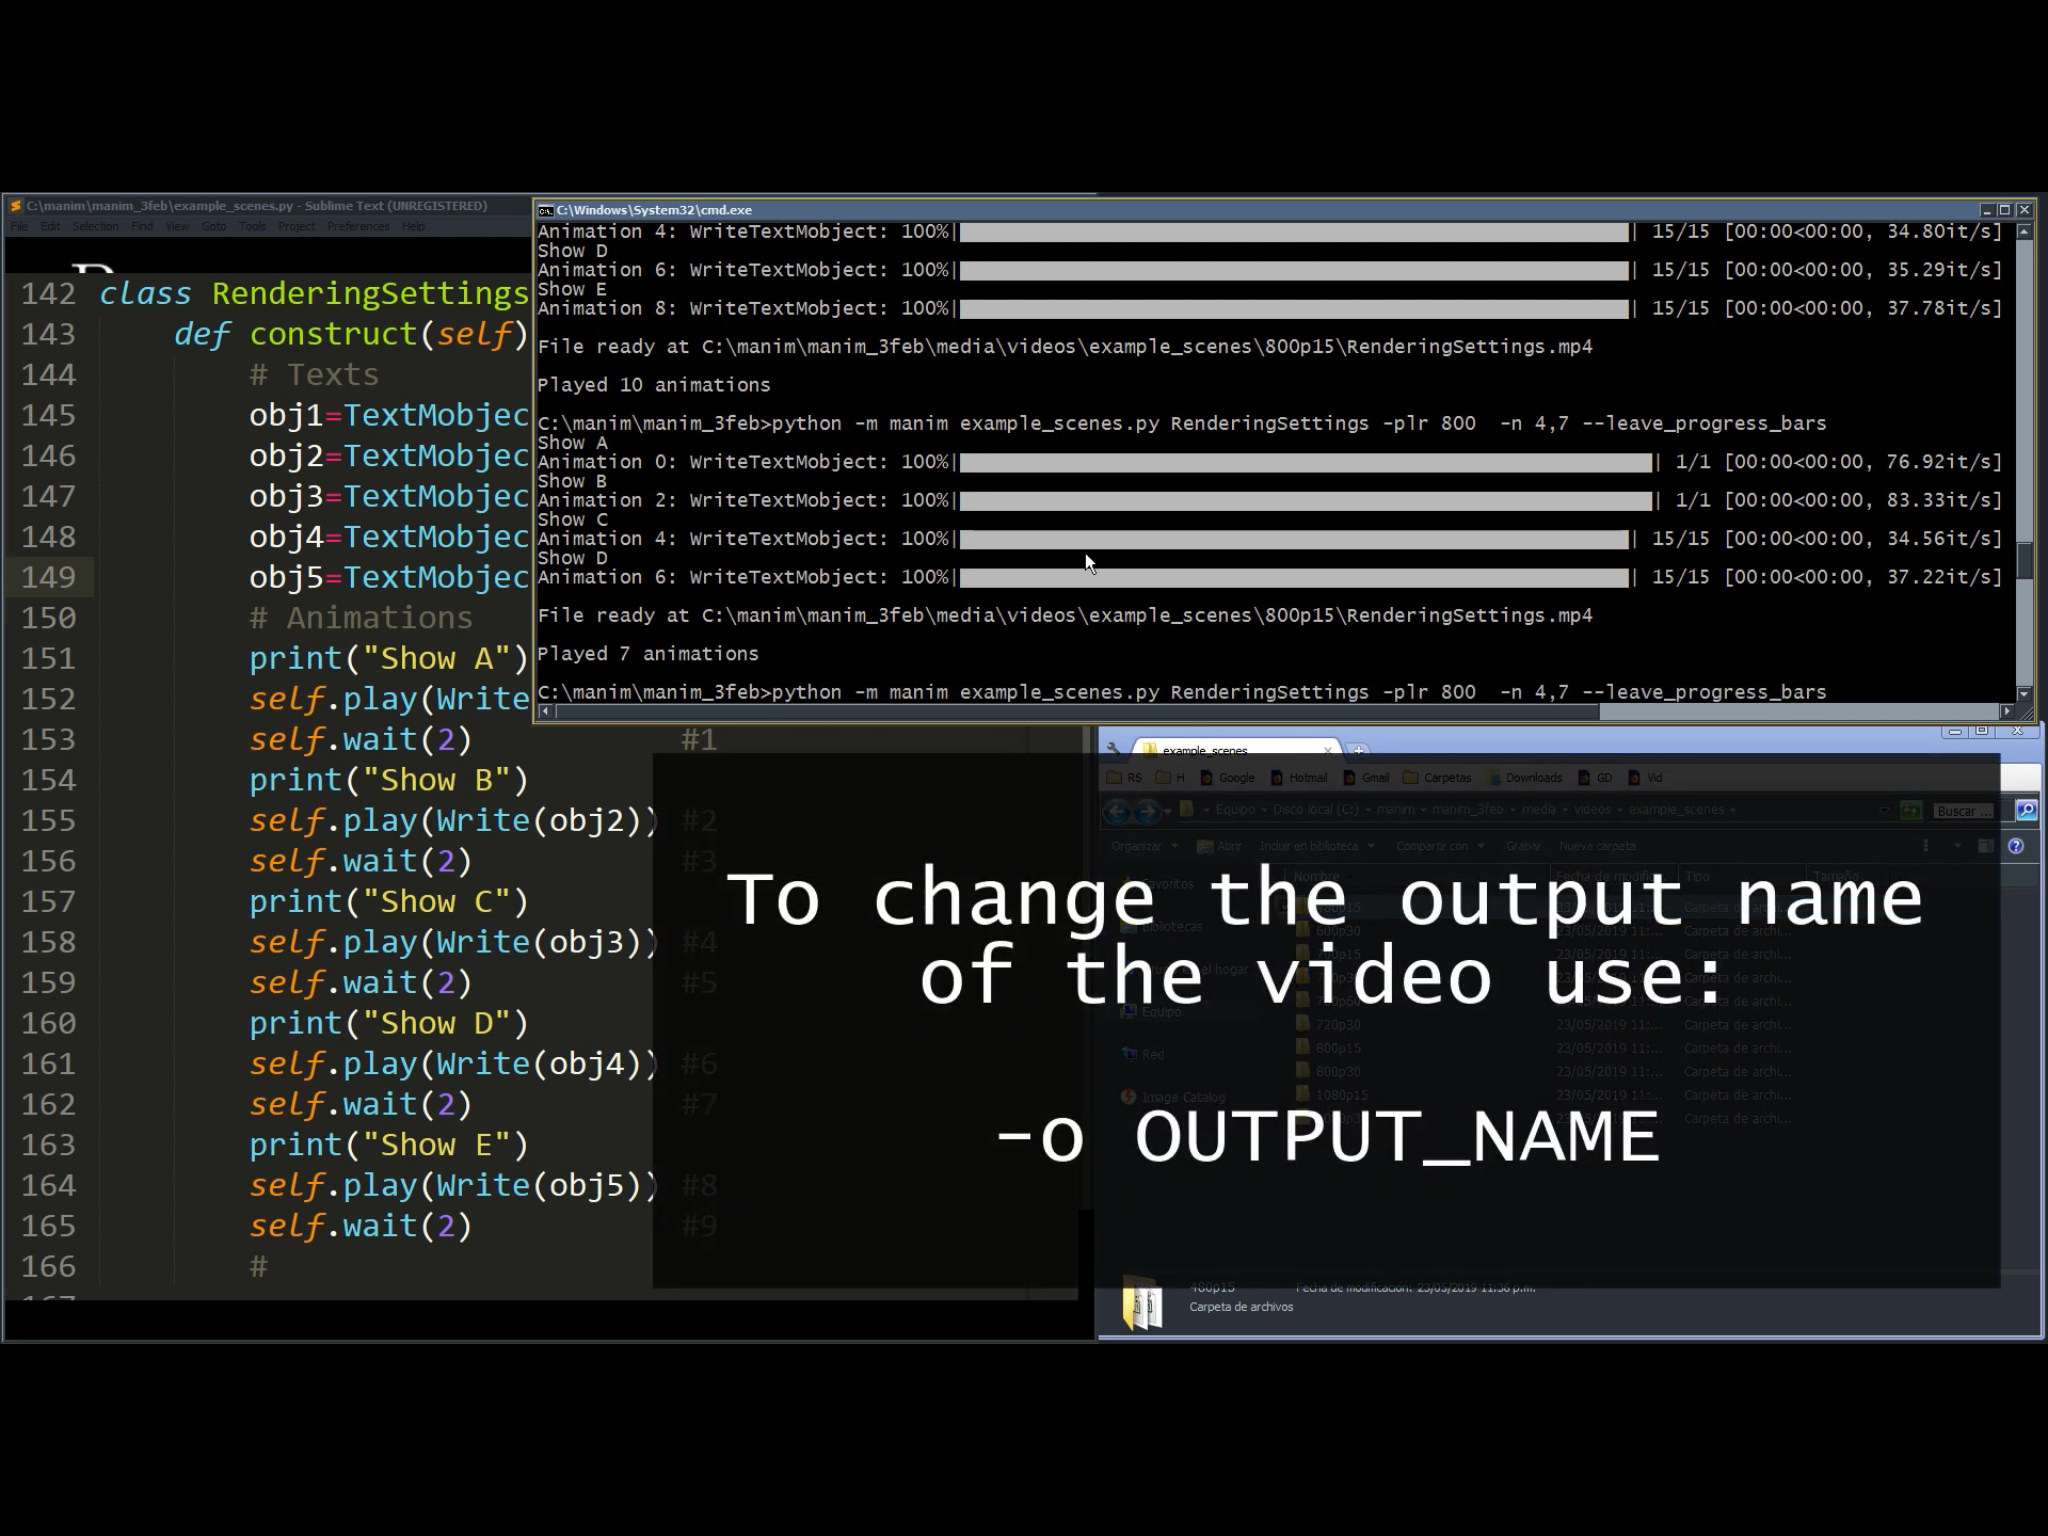 C:\manim\manim_3feb\example_scenes.py - Sublime Text (UNREGISTERED)
File Edit Selection Find View Goto Tools Project Preferences Help
142 class RenderingSettings
143 def construct(self)
144 # Texts
145 obj1=TextMobjec
146 obj2=TextMobjec
147 obj3=TextMobjec
148 obj4=TextMobjec
149 obj5=TextMobjec
150 # Animations
151 print("Show A")
152 self.play(Write
153 self.wait(2) #1
154 print("Show B")
155 self.play(Write(obj2)) #2
156 self.wait(2) #3
157 print("Show C")
158 self.play(Write(obj3)) #4
159 self.wait(2) #5
160 print("Show D")
161 self.play(Write(obj4)) #6
162 self.wait(2) #7
163 print("Show E")
164 self.play(Write(obj5)) #8
165 self.wait(2) #9
166 #
C:\Windows\System32\cmd.exe
Animation 4: WriteTextMobject: 100%| | 15/15 [00:00<00:00, 34.80it/s]
Show D
Animation 6: WriteTextMobject: 100%| | 15/15 [00:00<00:00, 35.29it/s]
Show E
Animation 8: WriteTextMobject: 100%| | 15/15 [00:00<00:00, 37.78it/s]
File ready at C:\manim\manim_3feb\media\videos\example_scenes\800p15\RenderingSettings.mp4
Played 10 animations
C:\manim\manim_3feb>python -m manim example_scenes.py RenderingSettings -plr 800  -n 4,7 --leave_progress_bars
Show A
Animation 0: WriteTextMobject: 100%| | 1/1 [00:00<00:00, 76.92it/s]
Show B
Animation 2: WriteTextMobject: 100%| | 1/1 [00:00<00:00, 83.33it/s]
Show C
Animation 4: WriteTextMobject: 100%| | 15/15 [00:00<00:00, 34.56it/s]
Show D
Animation 6: WriteTextMobject: 100%| | 15/15 [00:00<00:00, 37.22it/s]
File ready at C:\manim\manim_3feb\media\videos\example_scenes\800p15\RenderingSettings.mp4
Played 7 animations
C:\manim\manim_3feb>python -m manim example_scenes.py RenderingSettings -plr 800  -n 4,7 --leave_progress_bars
example_scenes
RS H Google Hotmail Gmail Carpetas Downloads GD Vid
Equipo Disco local (C:) manim manim_3feb media videos example_scenes Buscar ...
Organizar Abrir Incluir en biblioteca Compartir con Grabar Nueva carpeta
To change the output name
of the video use:
-o OUTPUT_NAME
Nombre Fecha de modific... Tipo Tamaño
Favoritos
Bibliotecas 600p30 Carpeta de archi...
Equipo
720p30 23/05/2019 11:... Carpeta de archi...
Red 800p15 23/05/2019 11:... Carpeta de archi...
800p30 23/05/2019 11:... Carpeta de archi...
Image Catalog 1080p15 23/05/2019 11:... Carpeta de archi...
480p15 Fecha de modificación: 23/05/2019 11:36 p.m.
Carpeta de archivos